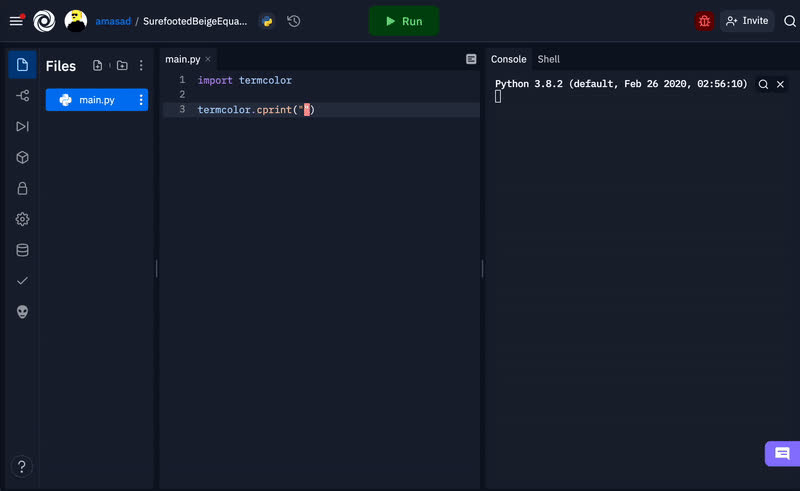 amasad / SurefootedBeigeEqua...
Run
Invite
Files
main.py
main.py
1 import termcolor
2
3 termcolor.cprint("")
Console Shell
Python 3.8.2 (default, Feb 26 2020, 02:56:10)
?